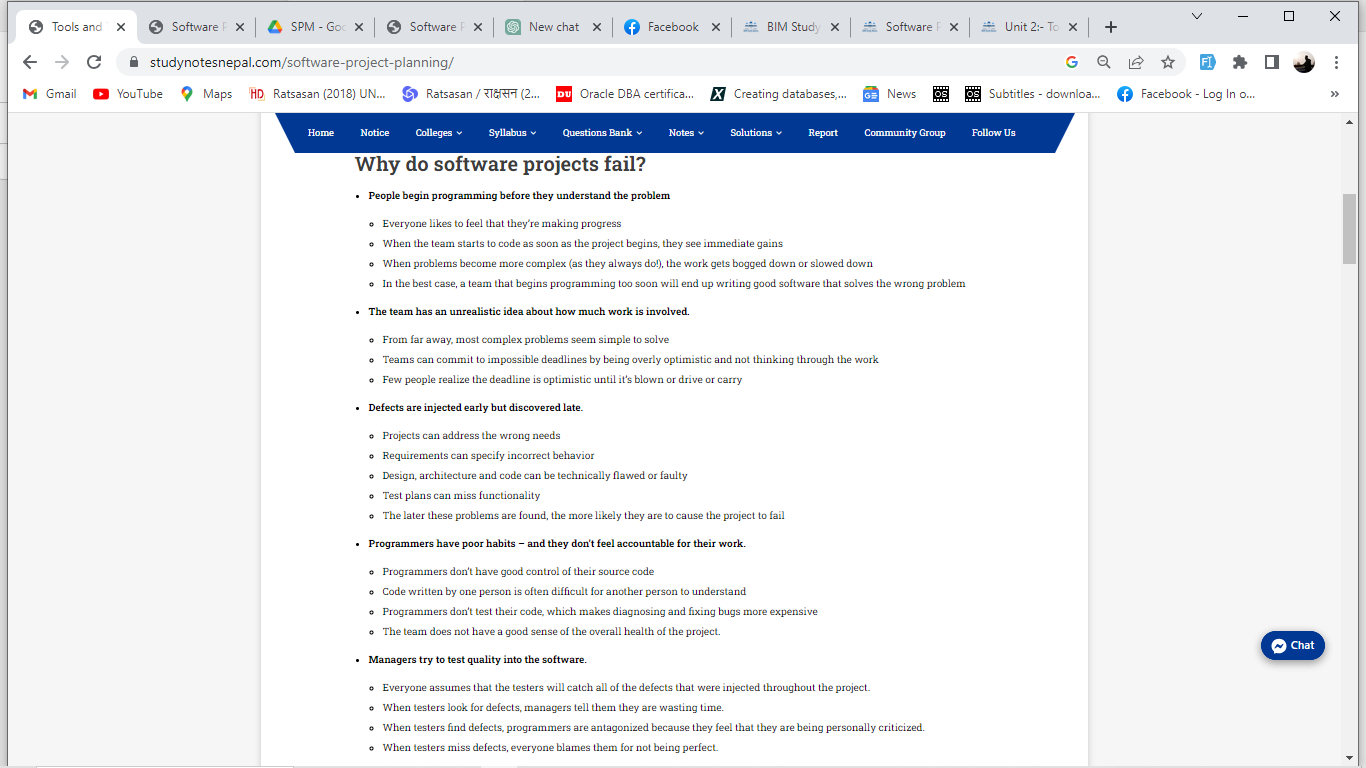 Tools and
Software P
SPM - Goo
Software P
New chat
Facebook
BIM Study
Software P
Unit 2:- To
studynotesnepal.com/software-project-planning/
Gmail
YouTube
Maps
HD Ratsasan (2018) UN...
Ratsasan / राक्षसन (2...
DU Oracle DBA certifica...
X Creating databases,...
GE News
OS
OS Subtitles - downloa...
Facebook - Log In o...
»
Home
Notice
Colleges
Syllabus
Questions Bank
Notes
Solutions
Report
Community Group
Follow Us
Why do software projects fail?
People begin programming before they understand the problem
Everyone likes to feel that they're making progress
When the team starts to code as soon as the project begins, they see immediate gains
When problems become more complex (as they always do!), the work gets bogged down or slowed down
In the best case, a team that begins programming too soon will end up writing good software that solves the wrong problem
The team has an unrealistic idea about how much work is involved.
From far away, most complex problems seem simple to solve
Teams can commit to impossible deadlines by being overly optimistic and not thinking through the work
Few people realize the deadline is optimistic until it's blown or drive or carry
Defects are injected early but discovered late.
Projects can address the wrong needs
Requirements can specify incorrect behavior
Design, architecture and code can be technically flawed or faulty
Test plans can miss functionality
The later these problems are found, the more likely they are to cause the project to fail
Programmers have poor habits – and they don't feel accountable for their work.
Programmers don't have good control of their source code
Code written by one person is often difficult for another person to understand
Programmers don't test their code, which makes diagnosing and fixing bugs more expensive
The team does not have a good sense of the overall health of the project.
Chat
Managers try to test quality into the software.
Everyone assumes that the testers will catch all of the defects that were injected throughout the project.
When testers look for defects, managers tell them they are wasting time.
When testers find defects, programmers are antagonized because they feel that they are being personally criticized.
When testers miss defects, everyone blames them for not being perfect.